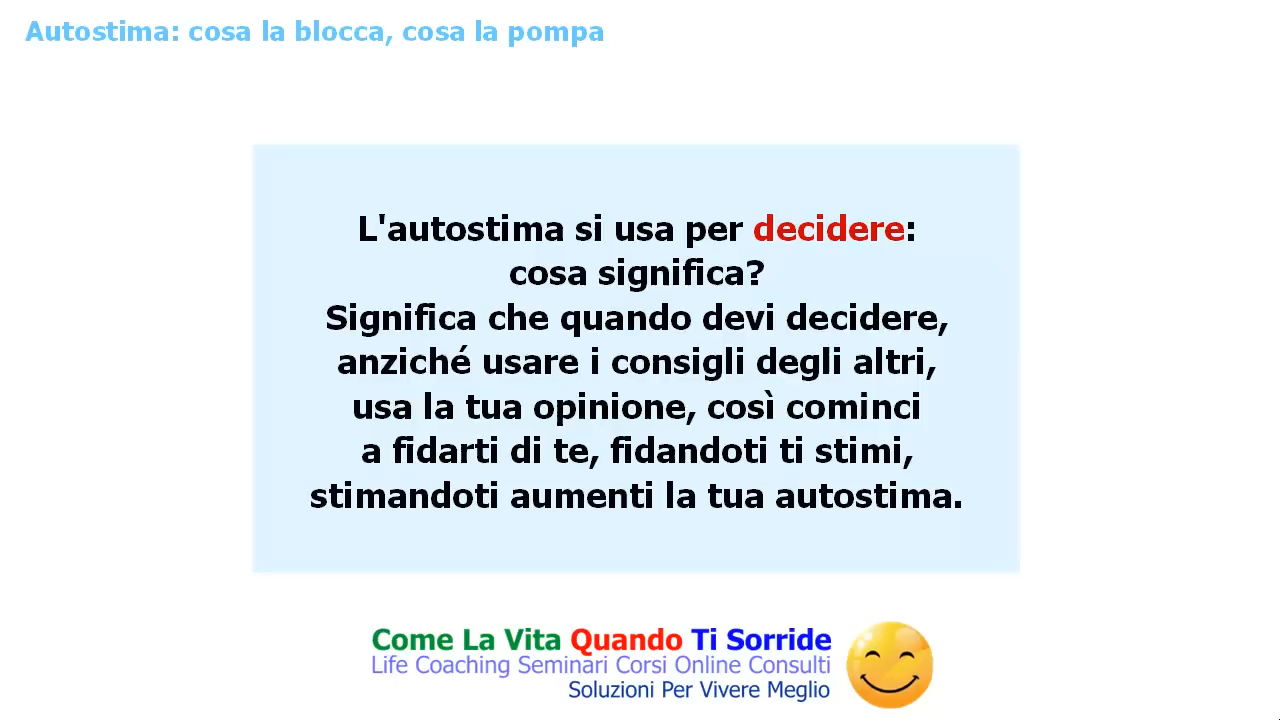 Autostima: cosa la blocca, cosa la pompa
L'autostima si usa per decidere:
cosa significa?
Significa che quando devi decidere,
anziché usare i consigli degli altri,
usa la tua opinione, così cominci
a fidarti di te, fidandoti ti stimi,
stimandoti aumenti la tua autostima.
Come La Vita Quando Ti Sorride
Life Coaching Seminari Corsi Online Consulti
Soluzioni Per Vivere Meglio